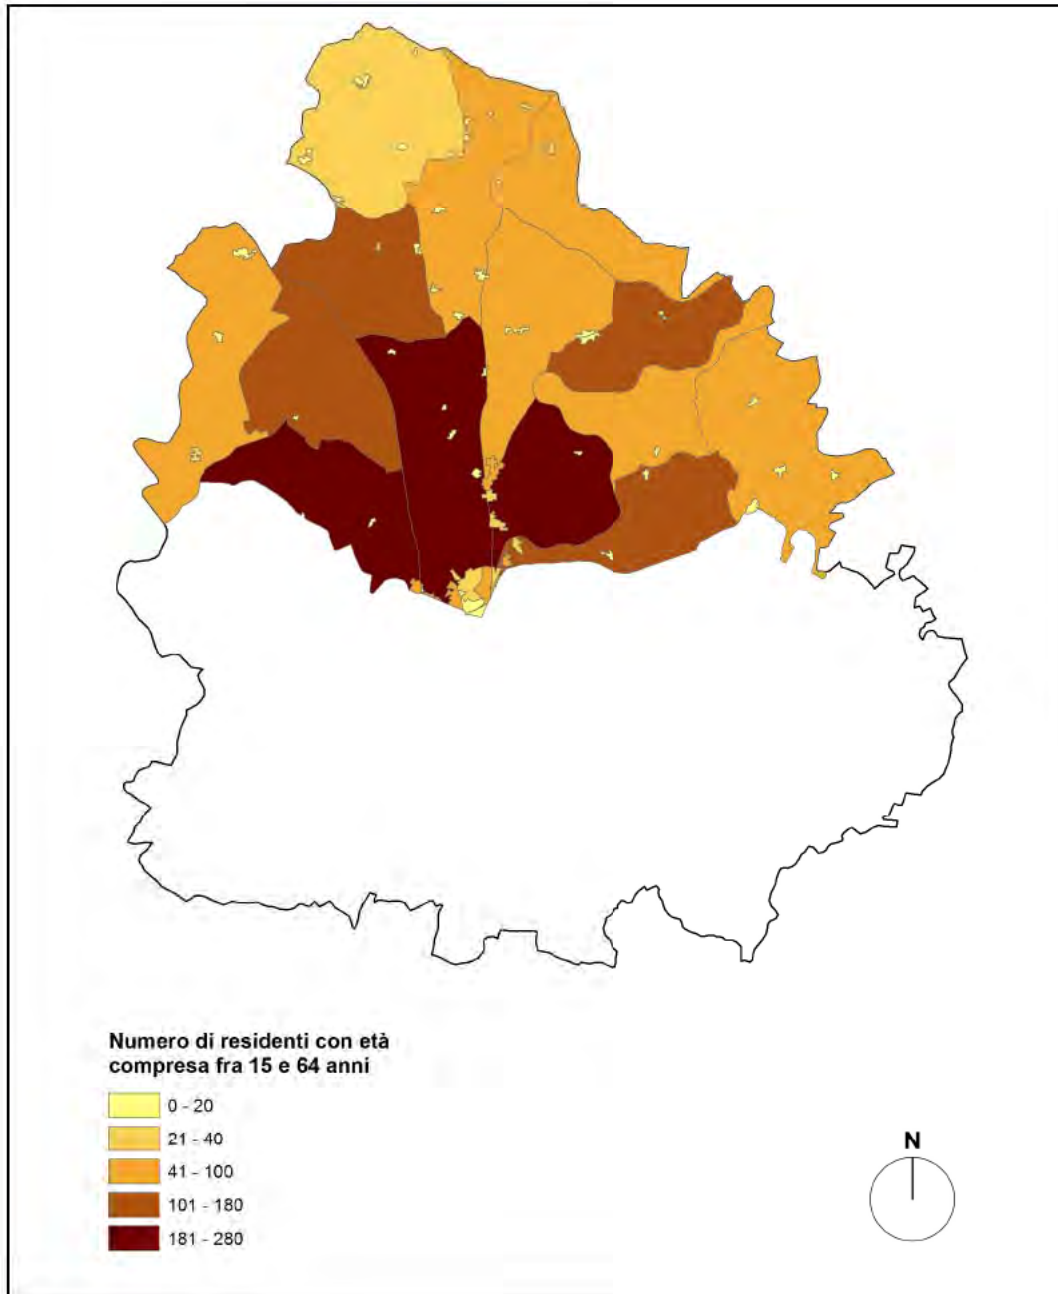 Numero di residenti con età
compresa fra 15 e 64 anni
0 - 20
21 - 40
41 - 100
101 - 180
181 - 280
N